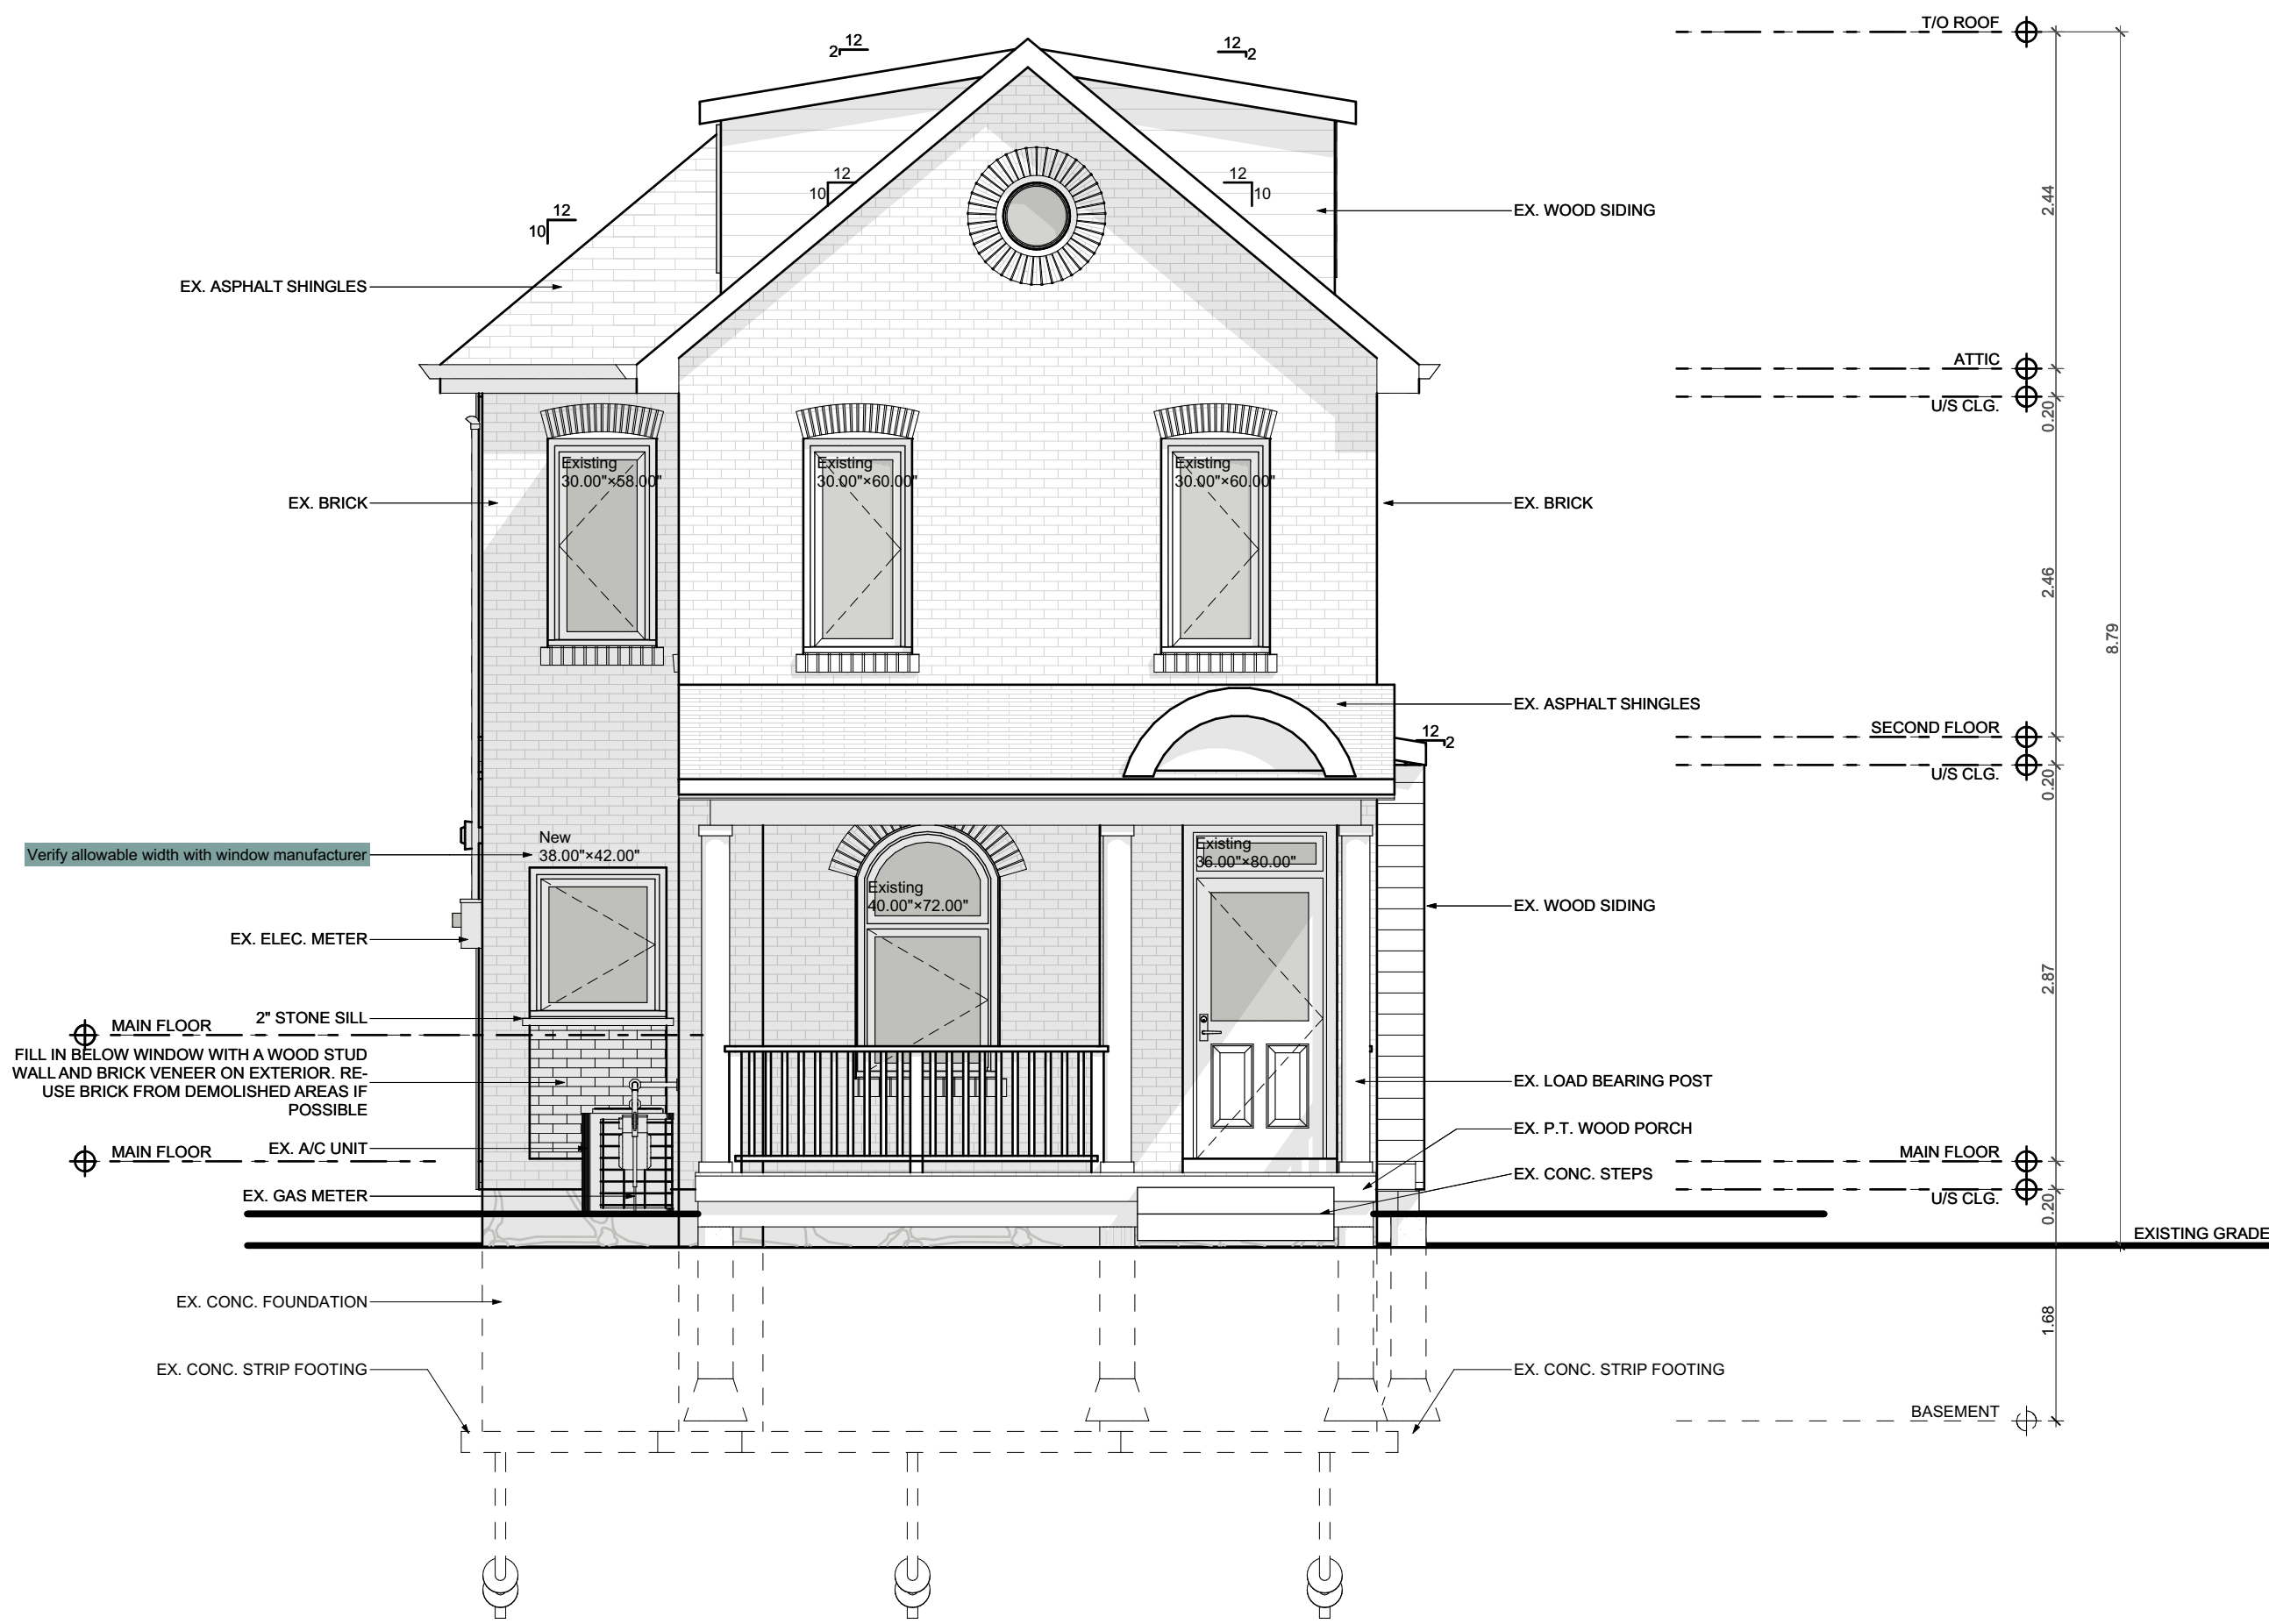 T/O ROOF
12
2
12
2
12
10
12
10
12
10
EX. WOOD SIDING
2.44
EX. ASPHALT SHINGLES
ATTIC
U/S CLG.
0.20
Existing
30.00"×58.00"
Existing
30.00"×60.00"
Existing
30.00"×60.00"
EX. BRICK
EX. BRICK
2.46
8.79
EX. ASPHALT SHINGLES
12
2
SECOND FLOOR
U/S CLG.
0.20
New
38.00"×42.00"
Verify allowable width with window manufacturer
Existing
36.00"×80.00"
Existing
40.00"×72.00"
EX. WOOD SIDING
EX. ELEC. METER
2.87
2" STONE SILL
MAIN FLOOR
FILL IN BELOW WINDOW WITH A WOOD STUD
WALL AND BRICK VENEER ON EXTERIOR. RE-
USE BRICK FROM DEMOLISHED AREAS IF
POSSIBLE
EX. LOAD BEARING POST
EX. P.T. WOOD PORCH
MAIN FLOOR
EX. A/C UNIT
MAIN FLOOR
EX. CONC. STEPS
EX. GAS METER
U/S CLG.
0.20
EXISTING GRADE
EX. CONC. FOUNDATION
1.68
EX. CONC. STRIP FOOTING
EX. CONC. STRIP FOOTING
BASEMENT